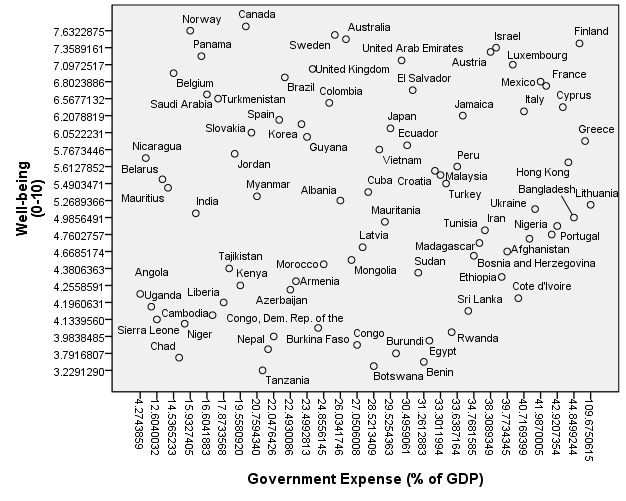 7.6322875
7.3589161
7.0972517
6.8023886
6.5677132
6.2078819
6.0522231
5.7673446
5.6127852
5.4903471
5.2689366
4.9856491
4.7602757
4.6685174
4.3806363
4.2558591
4.1960631
4.1339560
3.9838485
3.7916807
3.2291290
Well-being
(0-10)
Norway
Canada
Australia
Sweden
Finland
Panama
United Arab Emirates
Israel
Austria
Luxembourg
Belgium
United Kingdom
El Salvador
Mexico
France
Brazil
Saudi Arabia
Turkmenistan
Colombia
Cyprus
Italy
Jamaica
Spain
Slovakia
Korea
Guyana
Japan
Ecuador
Greece
Nicaragua
Jordan
Vietnam
Peru
Hong Kong
Belarus
Mauritius
Myanmar
Albania
Cuba
Croatia
Malaysia
Turkey
Bangladesh
Lithuania
India
Mauritania
Ukraine
Tunisia
Iran
Nigeria
Portugal
Latvia
Madagascar
Afghanistan
Bosnia and Herzegovina
Tajikistan
Morocco
Mongolia
Sudan
Angola
Kenya
Armenia
Ethiopia
Uganda
Liberia
Azerbaijan
Cote d'Ivoire
Sierra Leone
Cambodia
Niger
Congo, Dem. Rep. of the
Sri Lanka
Chad
Nepal
Burkina Faso
Congo
Burundi
Egypt
Rwanda
Tanzania
Botswana
Benin
4.2743859
12.6040032
14.5365233
15.9327405
16.6041883
17.8733568
19.5580920
20.7594340
22.0476426
22.4930086
23.4992813
24.8556145
26.0341746
27.0506008
28.5213409
29.5254363
30.4959061
31.2612883
33.3011994
33.6387164
34.7681585
38.3089349
39.7734345
40.7169399
41.9870005
42.9207354
44.8499244
109.6750615
Government Expense (% of GDP)